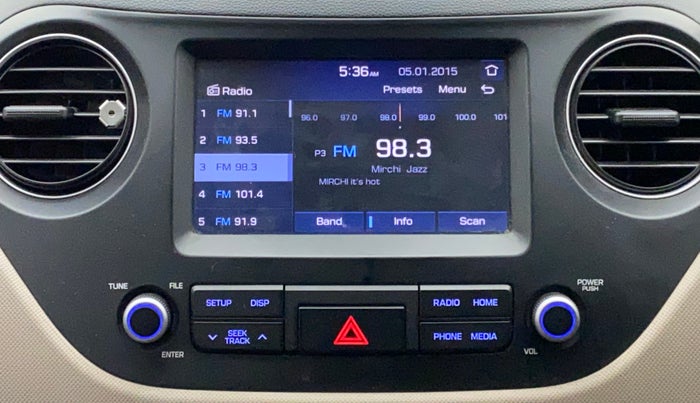 5:36AM 05.01.2015
Radio Presets Menu
1 FM 91.1
2 FM 93.5
3 FM 98.3
4 FM 101.4
5 FM 91.9
96.0 97.0 98.0 99.0 100.0 101
P3 FM 98.3
Mirchi Jazz
MIRCHI it's hot
Band Info Scan
TUNE FILE
ENTER
SETUP DISP
SEEK TRACK
RADIO HOME
PHONE MEDIA
POWER
PUSH
VOL